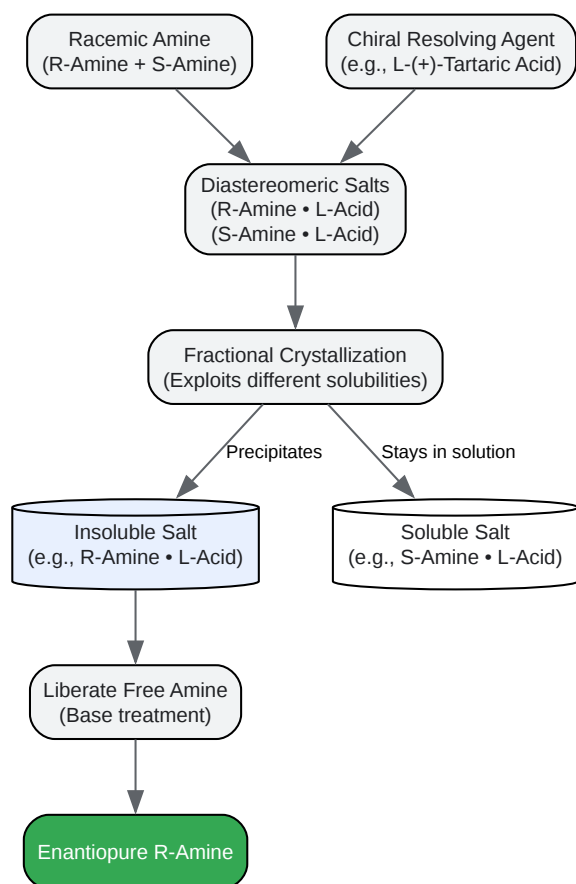 Racemic Amine
(R-Amine + S-Amine)
Chiral Resolving Agent
(e.g., L-(+)-Tartaric Acid)
Diastereomeric Salts
(R-Amine • L-Acid)
(S-Amine • L-Acid)
Fractional Crystallization
(Exploits different solubilities)
Precipitates
Stays in solution
Insoluble Salt
(e.g., R-Amine • L-Acid)
Soluble Salt
(e.g., S-Amine • L-Acid)
Liberate Free Amine
(Base treatment)
Enantiopure R-Amine